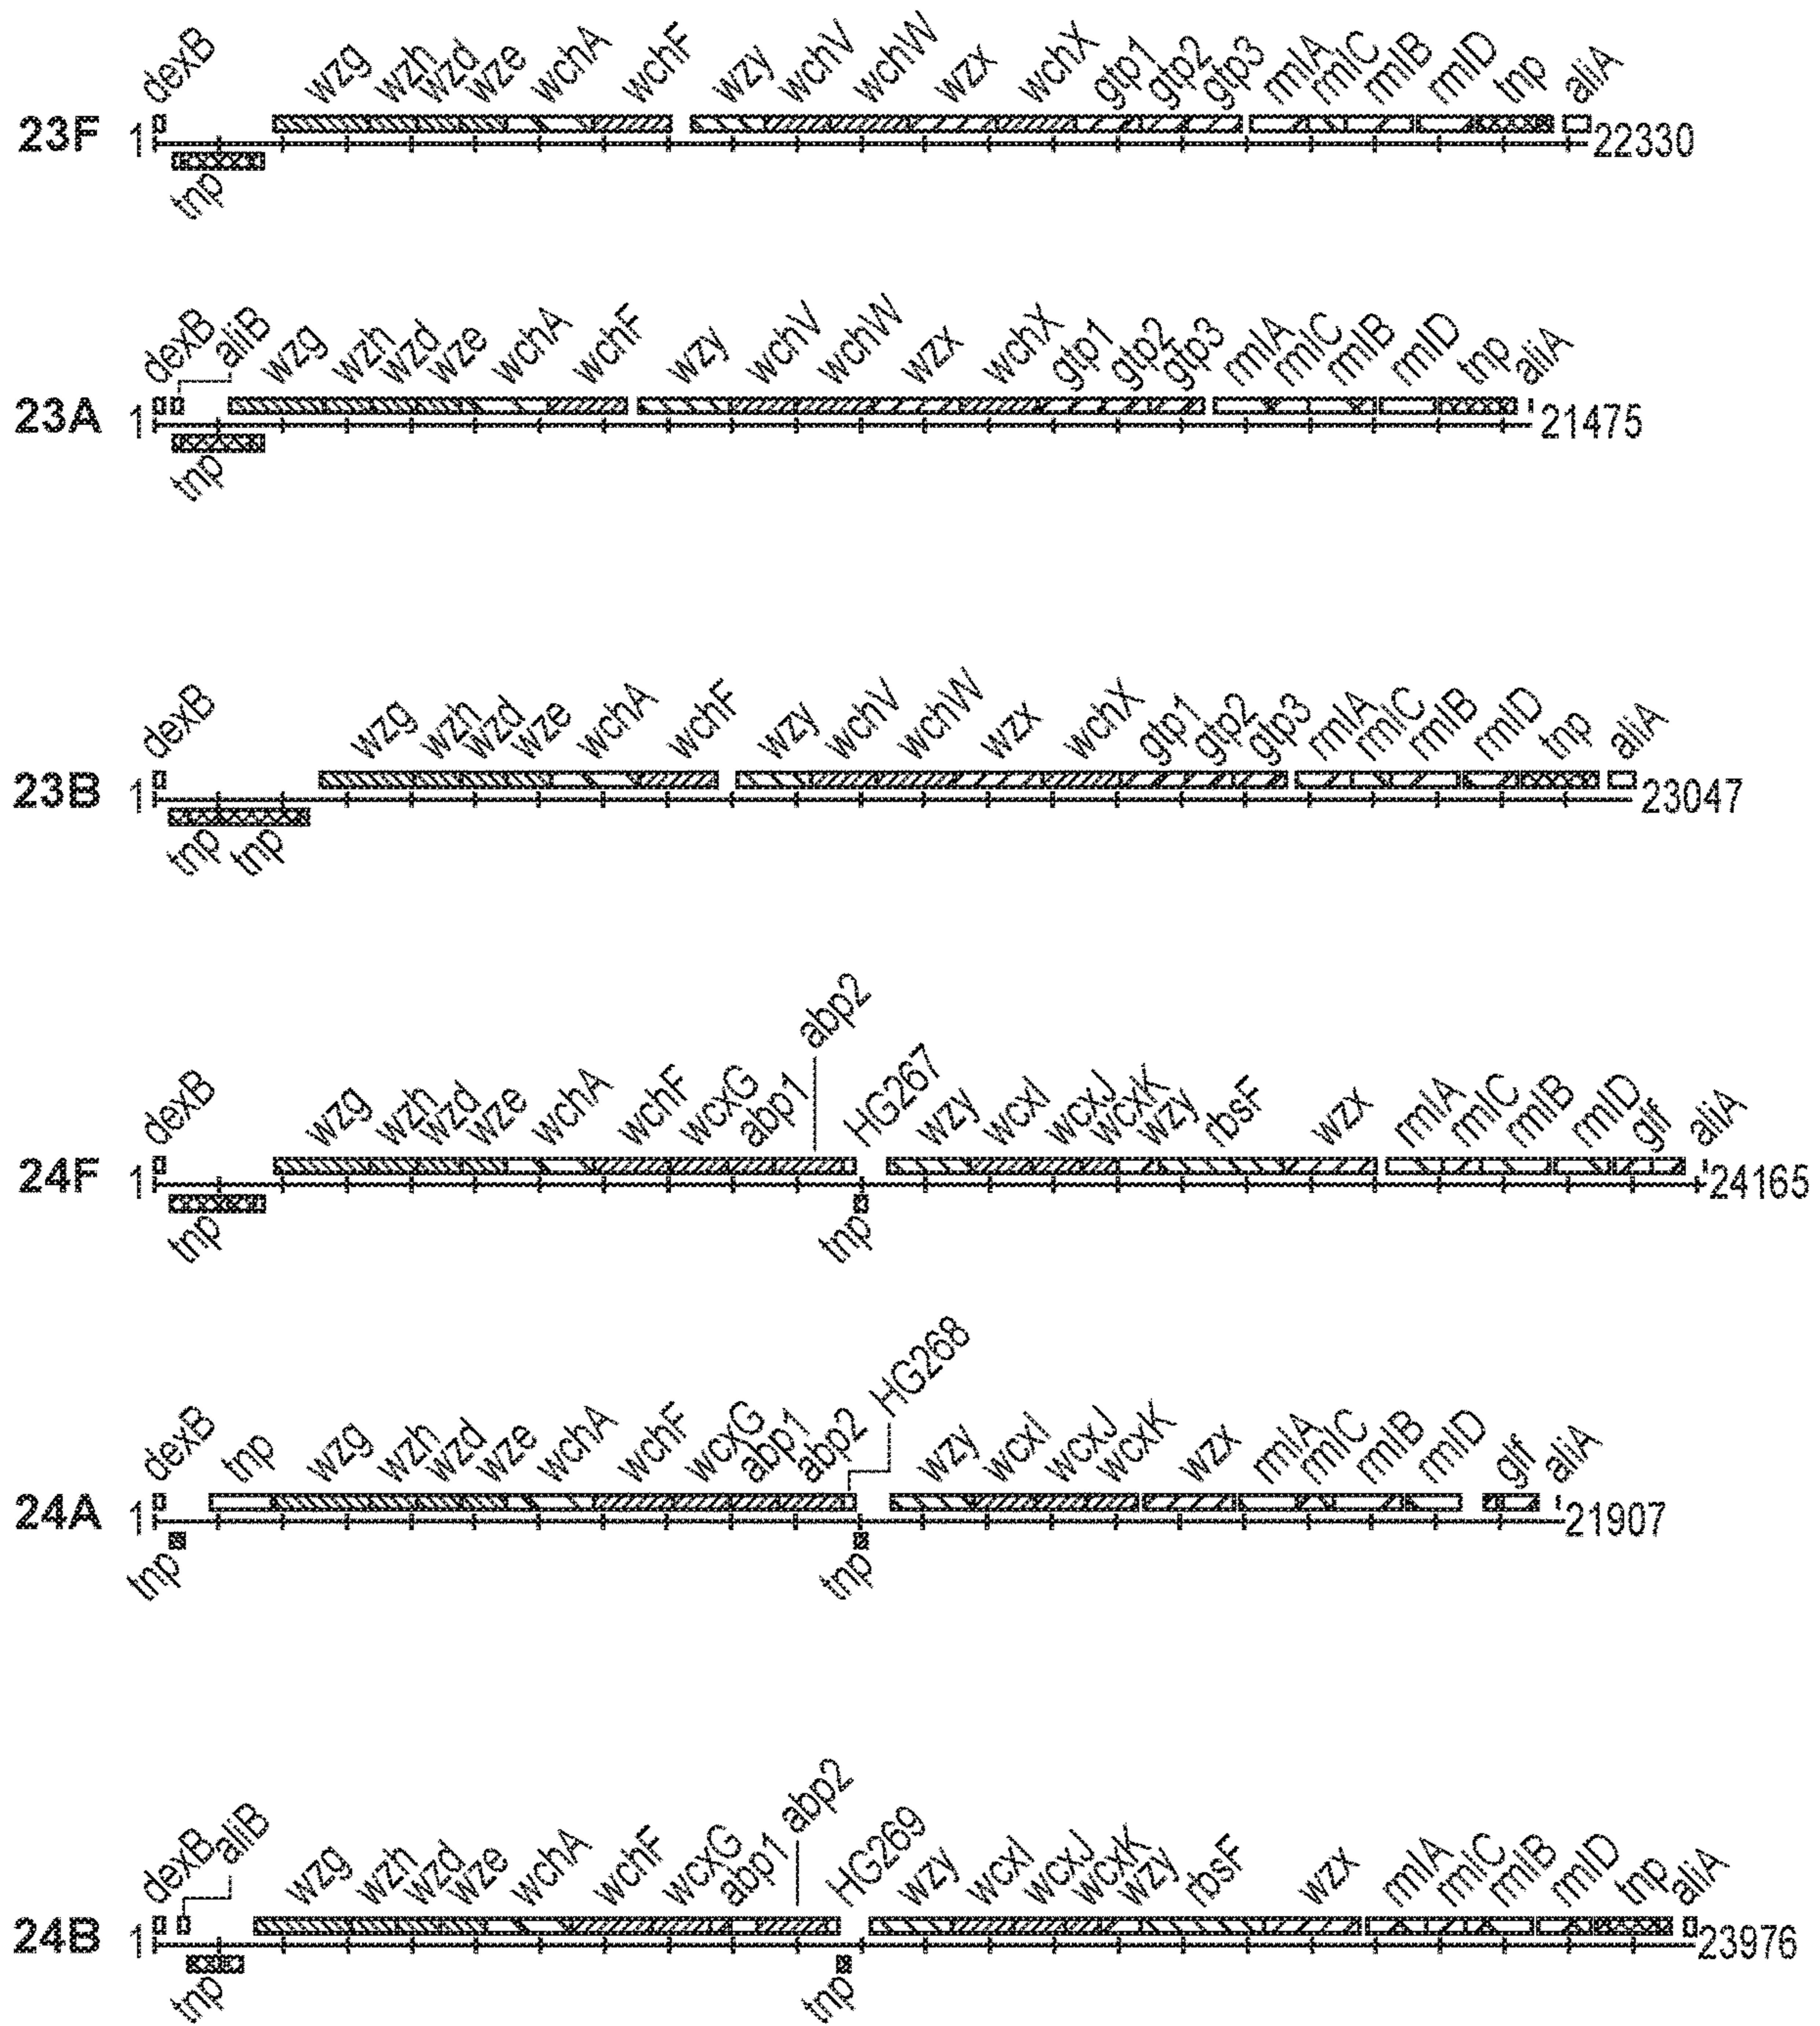 dexB wzg wzh wzd wze wchA wchF wzy wchV wchW wzx wchX gtp1 gtp2 gtp3 rmlA rmlC rmlB rmlD tnp aliA
23F 1 22330
tnp
dexB aliB wzg wzh wzd wze wchA wchF wzy wchV wchW wzx wchX gtp1 gtp2 gtp3 rmlA rmlC rmlB rmlD tnp aliA
23A 1 21475
tnp
dexB wzg wzh wzd wze wchA wchF wzy wchV wchW wzx wchX gtp1 gtp2 gtp3 rmlA rmlC rmlB rmlD tnp aliA
23B 1 23047
tnp tnp
dexB wzg wzh wzd wze wchA wchF wcxG abp1 abp2 HG267 wzy wcxI wcxJ wcxK wzy rbsF wzx rmlA rmlC rmlB rmlD glf aliA
24F 1 24165
tnp tnp
dexB tnp wzg wzh wzd wze wchA wchF wcxG abp1 abp2 HG268 wzy wcxI wcxJ wcxK wzx rmlA rmlC rmlB rmlD glf aliA
24A 1 21907
tnp tnp
dexB aliB wzg wzh wzd wze wchA wchF wcxG abp1 abp2 HG269 wzy wcxI wcxJ wcxK wzy rbsF wzx rmlA rmlC rmlB rmlD tnp aliA
24B 1 23976
tnp tnp